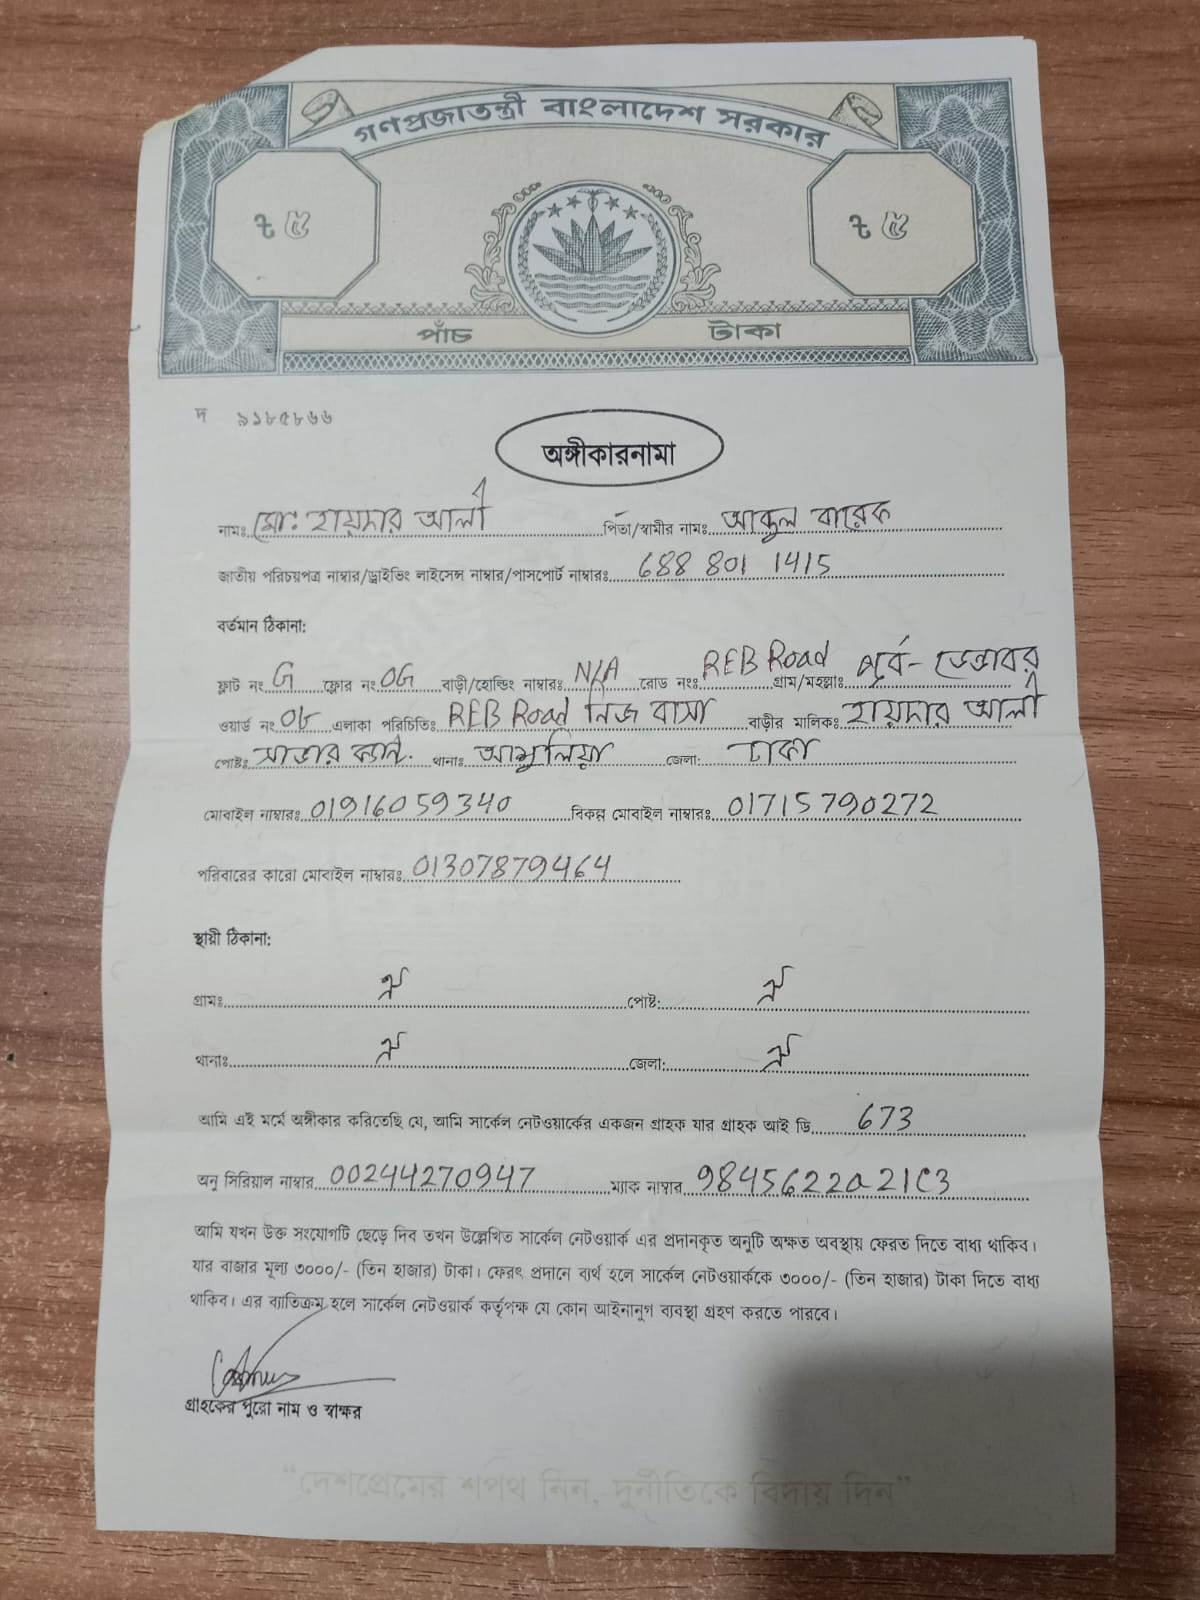 গণপ্রজাতন্ত্রী বাংলাদেশ সরকার
৳ ৫ ৳ ৫
পাঁচ টাকা
দ ৯১৮৫৮৬৬
অঙ্গীকারনামা
নামঃ মোঃ হায়দার আলী পিতা/স্বামীর নামঃ আব্দুল বারেক
জাতীয় পরিচয়পত্র নাম্বার/ড্রাইভিং লাইসেন্স নাম্বার/পাসপোর্ট নাম্বারঃ 688 801 1415
বর্তমান ঠিকানা:
ফ্লাট নং G ফ্লোর নং 0G বাড়ী/হোল্ডিং নাম্বারঃ N/A রোড নংঃ REB Road গ্রাম/মহল্লাঃ পূর্ব- ডেন্ডাবর
ওয়ার্ড নং এলাকা পরিচিতিঃ REB Road নিজ বাসা বাড়ীর মালিকঃ হায়দার আলী
পোষ্টঃ সাভার ক্যান্ট. থানাঃ আশুলিয়া জেলা: ঢাকা
মোবাইল নাম্বারঃ 01916059340 বিকল্প মোবাইল নাম্বারঃ 01715790272
পরিবারের কারো মোবাইল নাম্বারঃ 01307879464
স্থায়ী ঠিকানা:
গ্রামঃ ঐ পোষ্ট: ঐ
থানাঃ ঐ জেলা: ঐ
আমি এই মর্মে অঙ্গীকার করিতেছি যে, আমি সার্কেল নেটওয়ার্কের একজন গ্রাহক যার গ্রাহক আই ডি 673
অনু সিরিয়াল নাম্বার 00244270947 ম্যাক নাম্বার 9845622a21C3
আমি যখন উক্ত সংযোগটি ছেড়ে দিব তখন উল্লেখিত সার্কেল নেটওয়ার্ক এর প্রদানকৃত অনুটি অক্ষত অবস্থায় ফেরত দিতে বাধ্য থাকিব।
যার বাজার মূল্য ৩০০০/- (তিন হাজার) টাকা। ফেরৎ প্রদানে ব্যর্থ হলে সার্কেল নেটওয়ার্ককে ৩০০০/- (তিন হাজার) টাকা দিতে বাধ্য
থাকিব। এর ব্যাতিক্রম হলে সার্কেল নেটওয়ার্ক কর্তৃপক্ষ যে কোন আইনানুগ ব্যবস্থা গ্রহণ করতে পারবে।
গ্রাহকের পুরো নাম ও স্বাক্ষর
“দেশপ্রেমের শপথ নিন, দুর্নীতিকে বিদায় দিন”